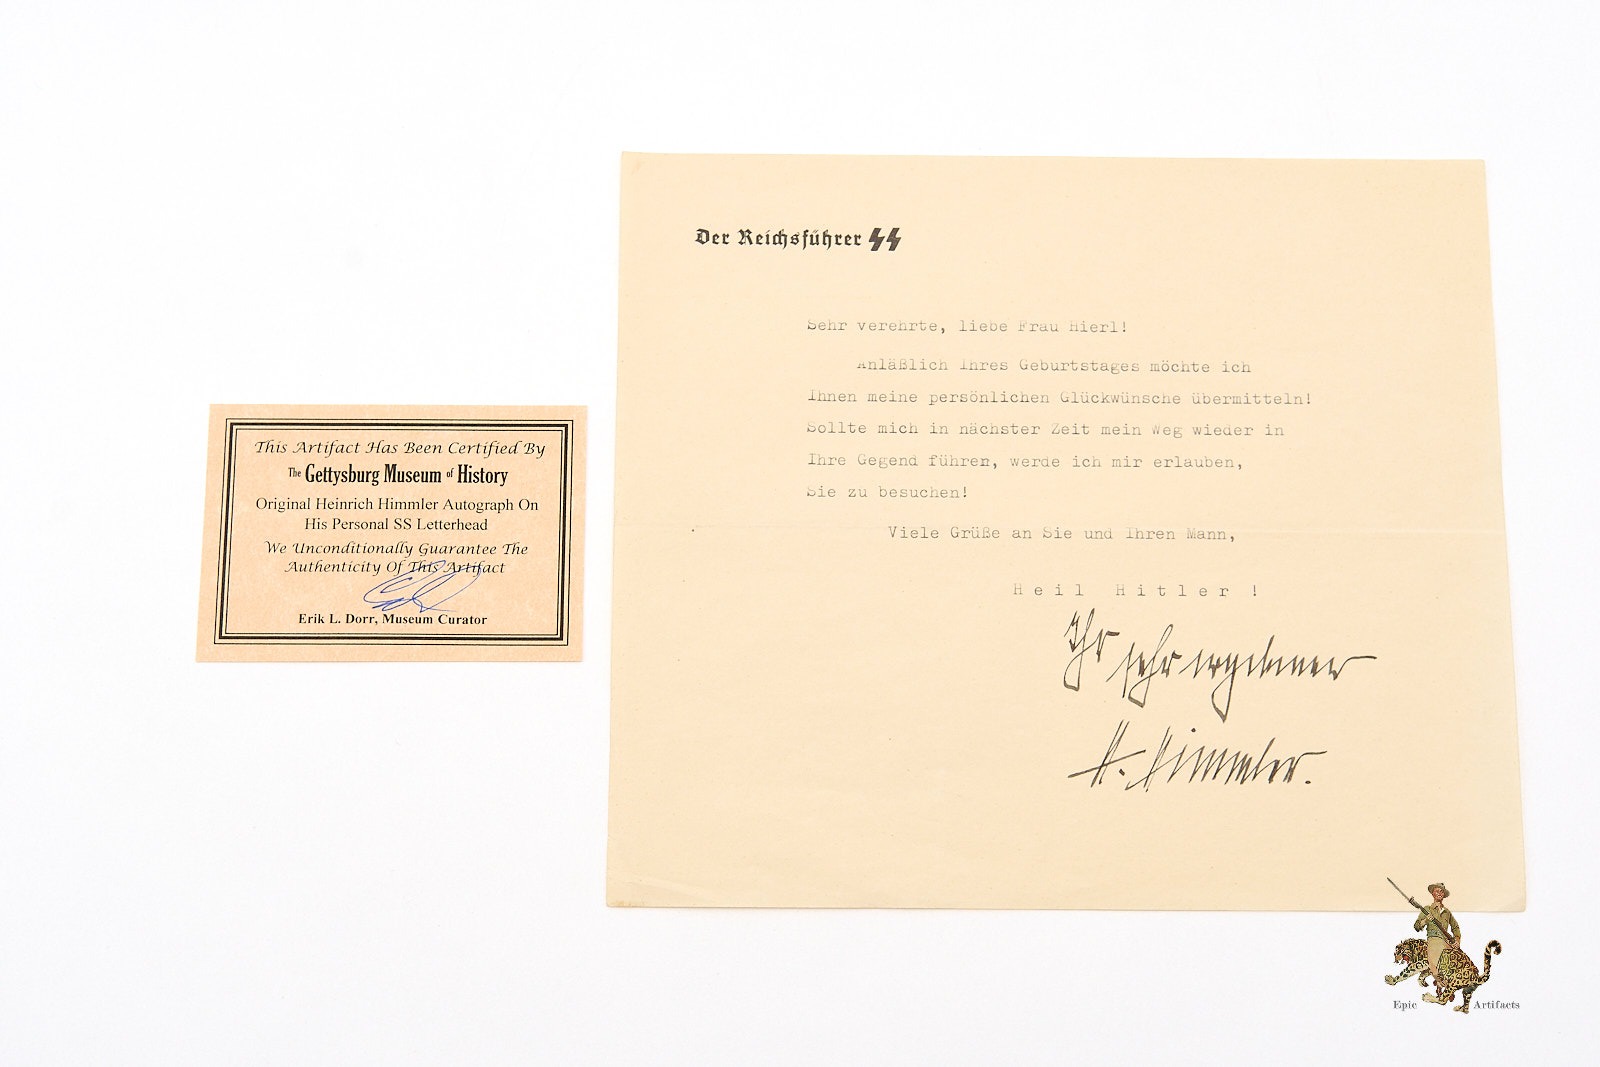 This Artifact Has Been Certified By
The Gettysburg Museum of History
Original Heinrich Himmler Autograph On
His Personal SS Letterhead
We Unconditionally Guarantee The
Authenticity Of This Artifact
Erik L. Dorr, Museum Curator
Der Reichsführer ᛋᛋ
Sehr verehrte, liebe Frau Hierl!
Anläßlich Ihres Geburtstages möchte ich
Ihnen meine persönlichen Glückwünsche übermitteln!
Sollte mich in nächster Zeit mein Weg wieder in
Ihre Gegend führen, werde ich mir erlauben,
Sie zu besuchen!
Viele Grüße an Sie und Ihren Mann,
Heil Hitler !
Ihr sehr ergebener
H. Himmler.
Epic Artifacts